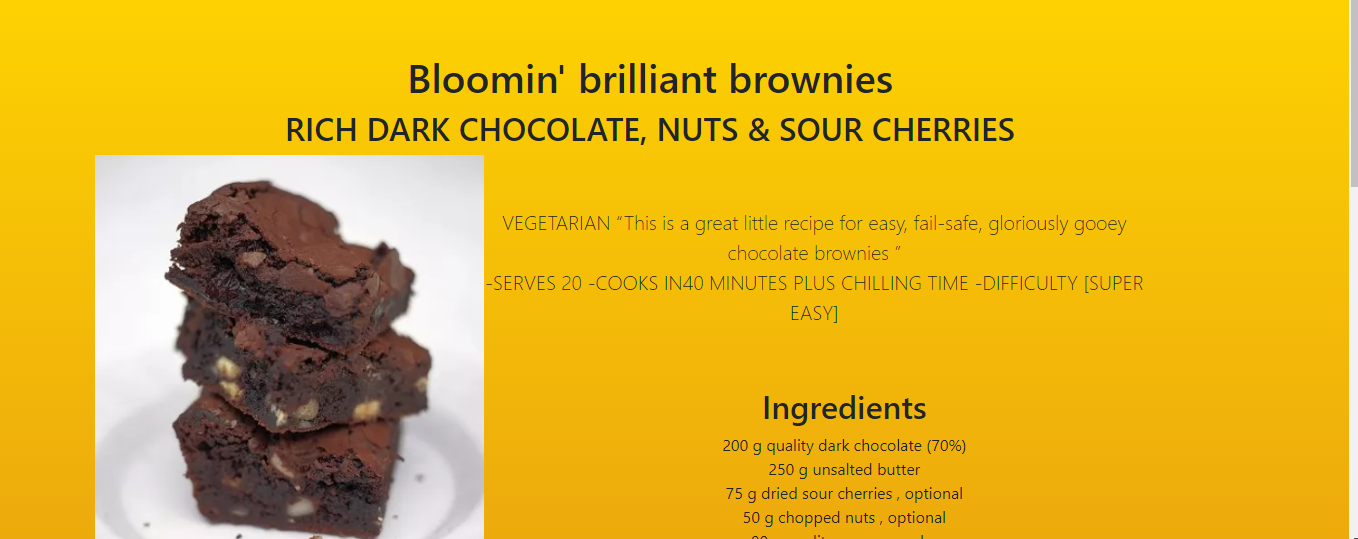 Bloomin' brilliant brownies
RICH DARK CHOCOLATE, NUTS & SOUR CHERRIES
VEGETARIAN “This is a great little recipe for easy, fail-safe, gloriously gooey
chocolate brownies ”
-SERVES 20 -COOKS IN40 MINUTES PLUS CHILLING TIME -DIFFICULTY [SUPER
EASY]
Ingredients
200 g quality dark chocolate (70%)
250 g unsalted butter
75 g dried sour cherries , optional
50 g chopped nuts , optional